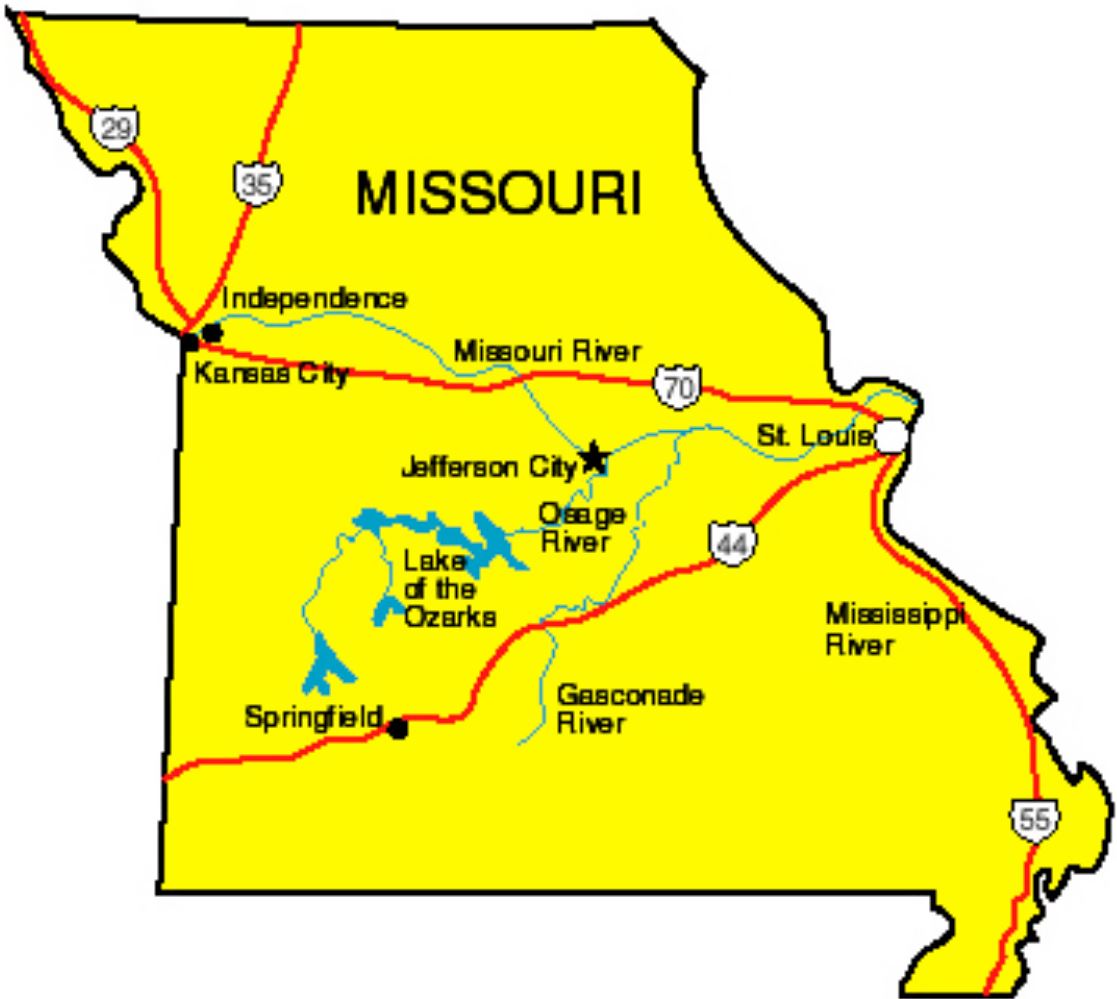 29
35
MISSOURI
Independence
Missouri River
Kansas City
70
St. Louis
Jefferson City
Osage
River
44
Lake
of the
Ozarks
Mississippi
River
Gasconade
River
Springfield
55